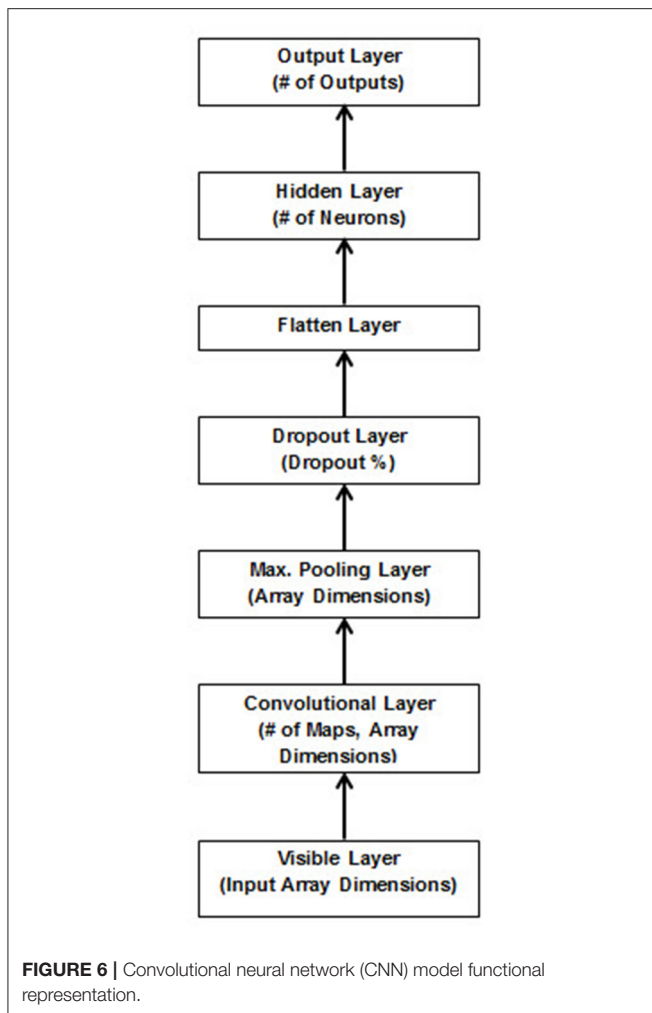 Output Layer
(# of Outputs)
Hidden Layer
(# of Neurons)
Flatten Layer
Dropout Layer
(Dropout %)
Max. Pooling Layer
(Array Dimensions)
Convolutional Layer
(# of Maps, Array
Dimensions)
Visible Layer
(Input Array Dimensions)
FIGURE 6 | Convolutional neural network (CNN) model functional
representation.